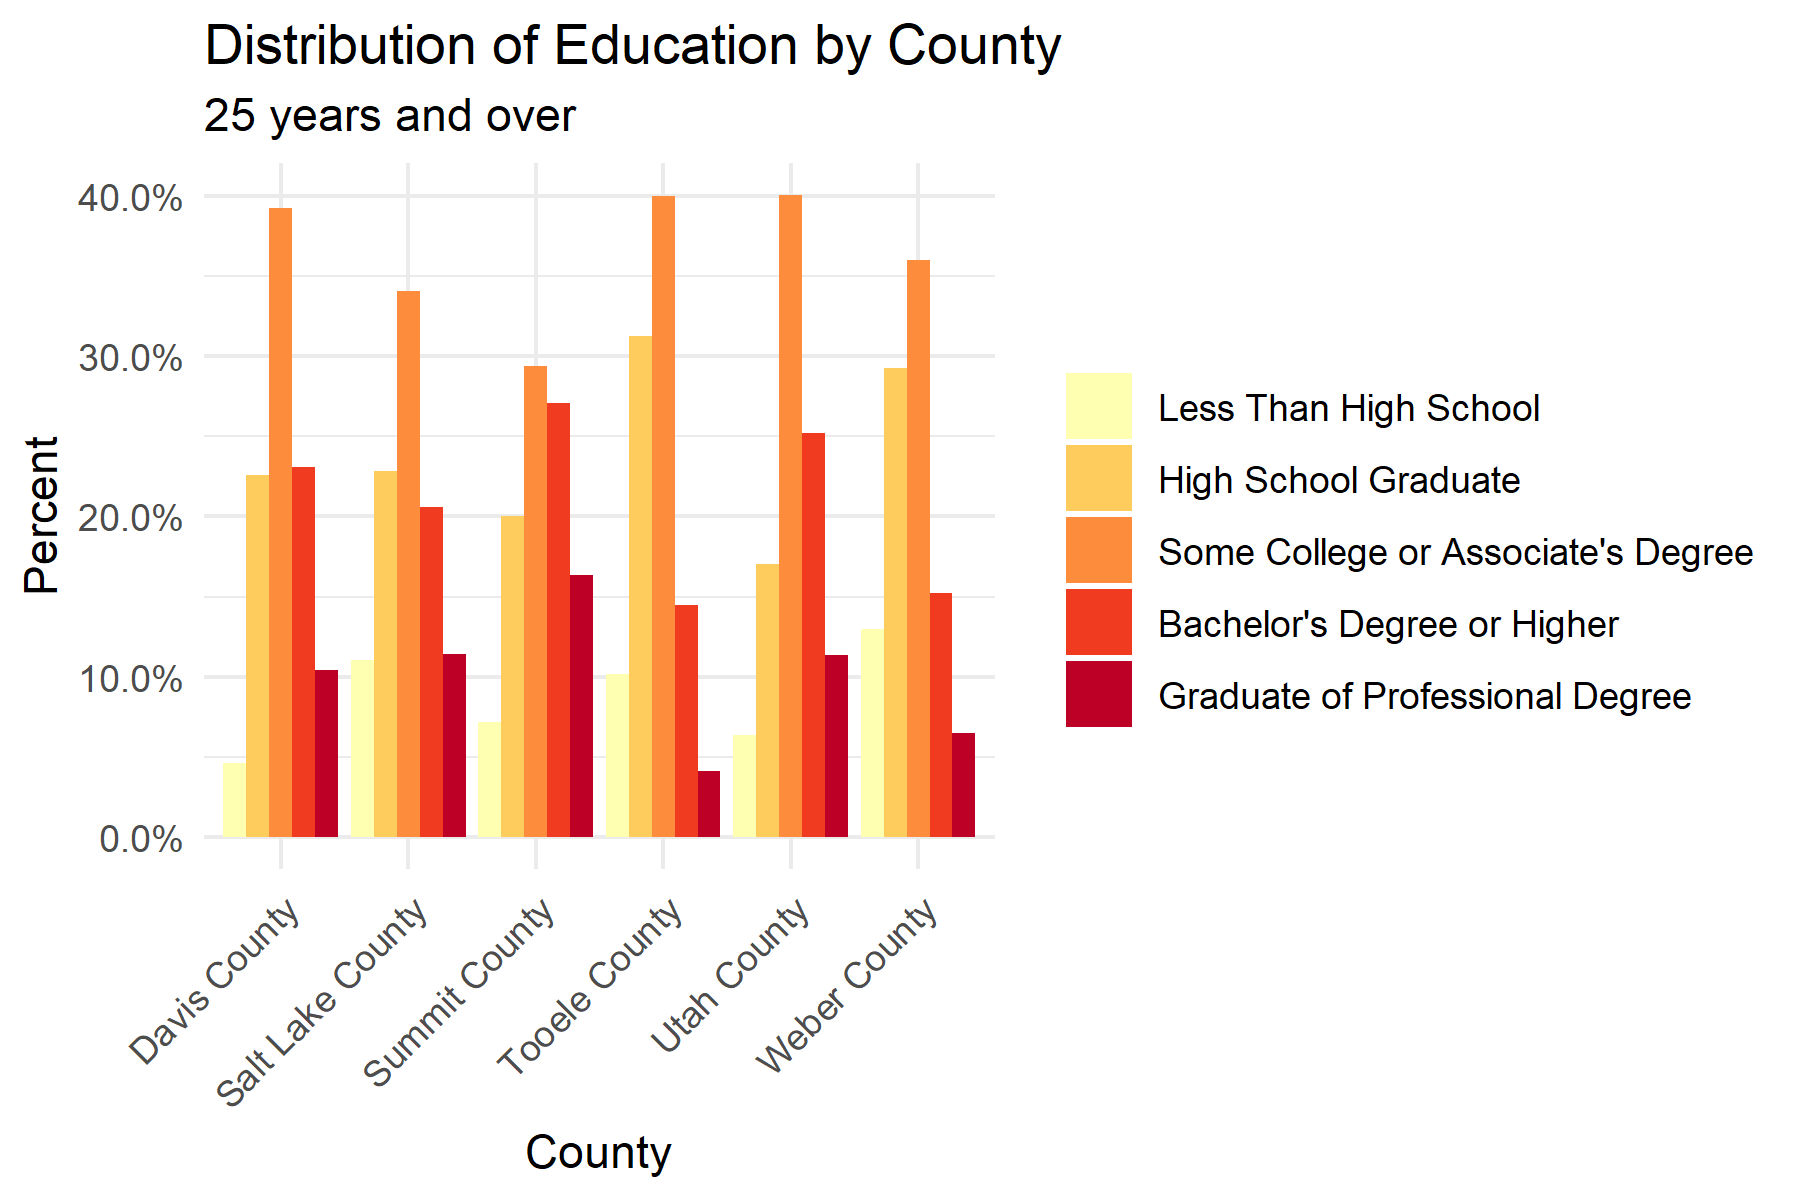 Distribution of Education by County
25 years and over
Percent
40.0%
30.0%
20.0%
10.0%
0.0%
Davis County
Salt Lake County
Summit County
Tooele County
Utah County
Weber County
County
Less Than High School
High School Graduate
Some College or Associate's Degree
Bachelor's Degree or Higher
Graduate of Professional Degree